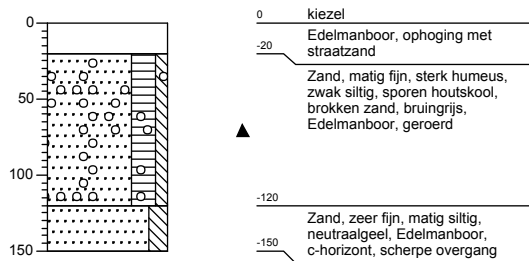 0
50
100
150
0 kiezel
Edelmanboor, ophoging met
straatzand
-20
Zand, matig fijn, sterk humeus,
zwak siltig, sporen houtskool,
brokken zand, bruingrijs,
Edelmanboor, geroerd
-120
Zand, zeer fijn, matig siltig,
neutraalgeel, Edelmanboor,
c-horizont, scherpe overgang
-150